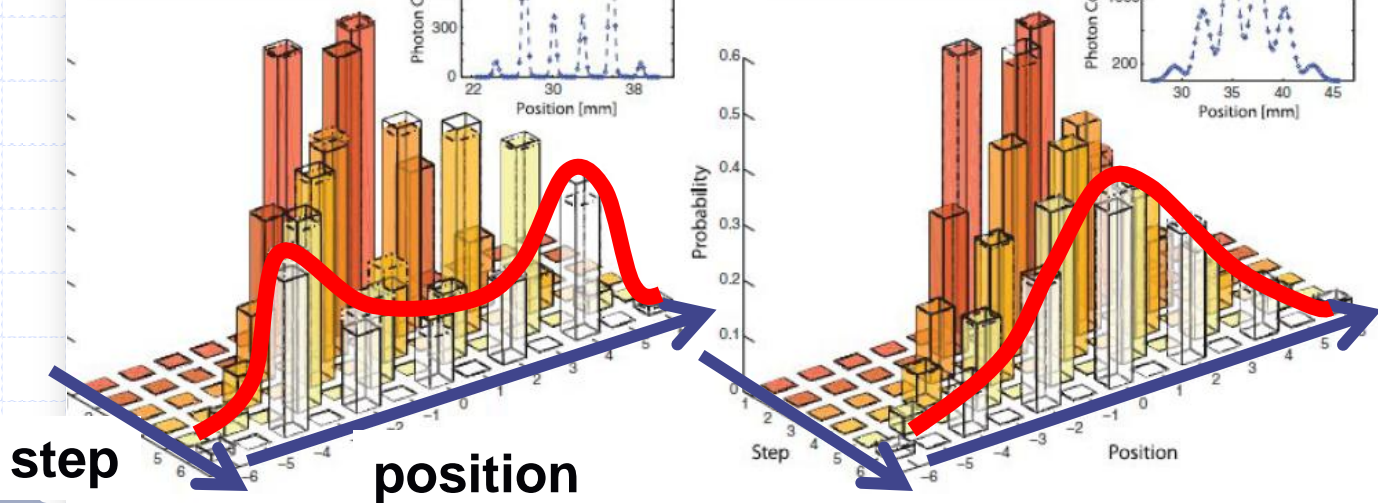 Photon C
300
0
22 30 38
Position [mm]
step
5 6
-6 -5 -4 -2 -1 0 1 2 3 4 5
position
Photon Co
200
30 35 40 45
Position [mm]
Probability
0.6
0.5
0.4
0.3
0.2
0.1
0
1 2 3 4 5 6
Step
-6 -5 -4 -3 -2 -1 0 1 2 3 4 5
Position